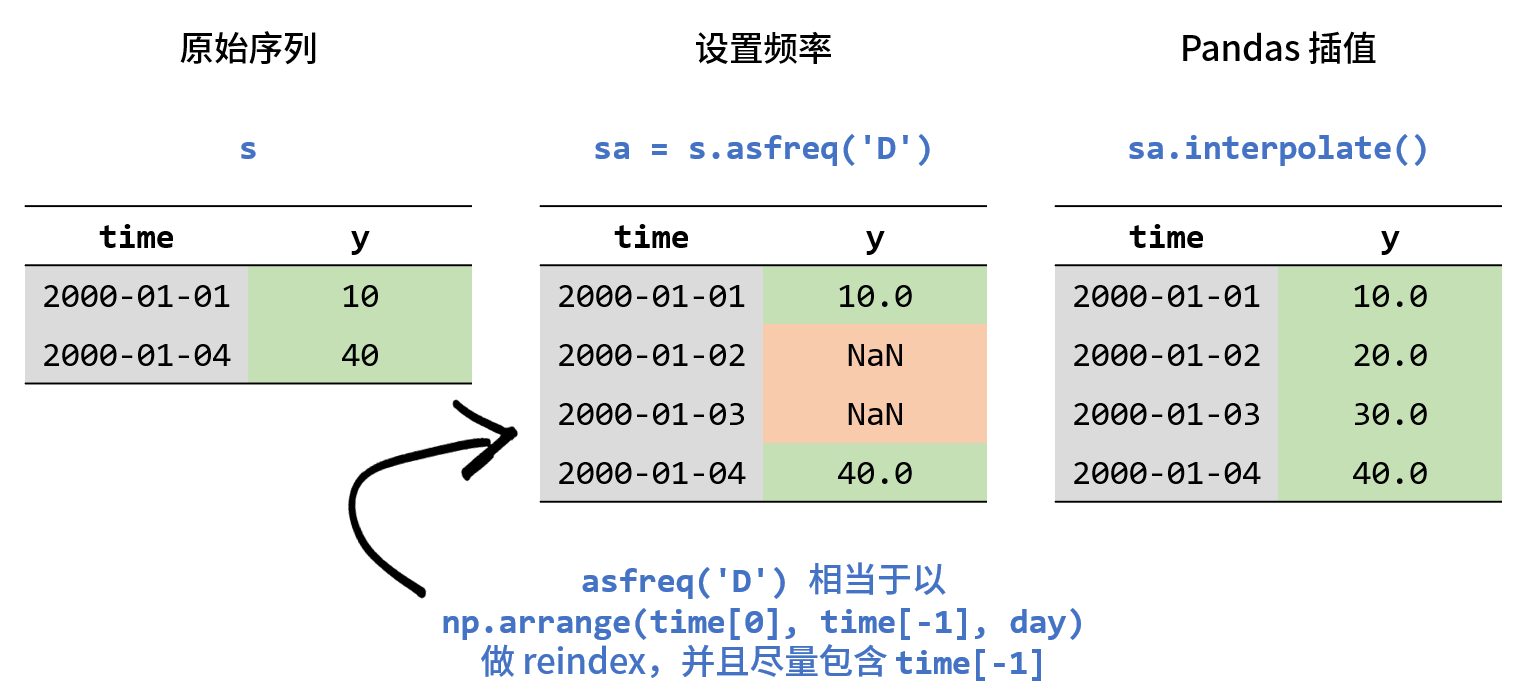 原始序列 设置频率 Pandas 插值
s sa = s.asfreq('D') sa.interpolate()
time y time y time y
2000-01-01 10 2000-01-01 10.0 2000-01-01 10.0
2000-01-04 40 2000-01-02 NaN 2000-01-02 20.0
2000-01-03 NaN 2000-01-03 30.0
2000-01-04 40.0 2000-01-04 40.0
asfreq('D') 相当于以
np.arrange(time[0], time[-1], day)
做 reindex，并且尽量包含 time[-1]